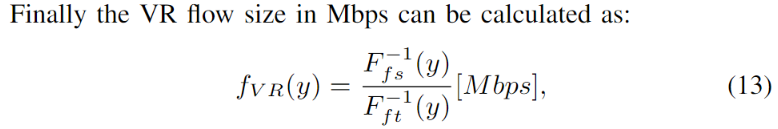 Finally the VR flow size in Mbps can be calculated as:
f_{VR}(y) = \frac{F_{fs}^{-1}(y)}{F_{ft}^{-1}(y)} [Mbps], (13)